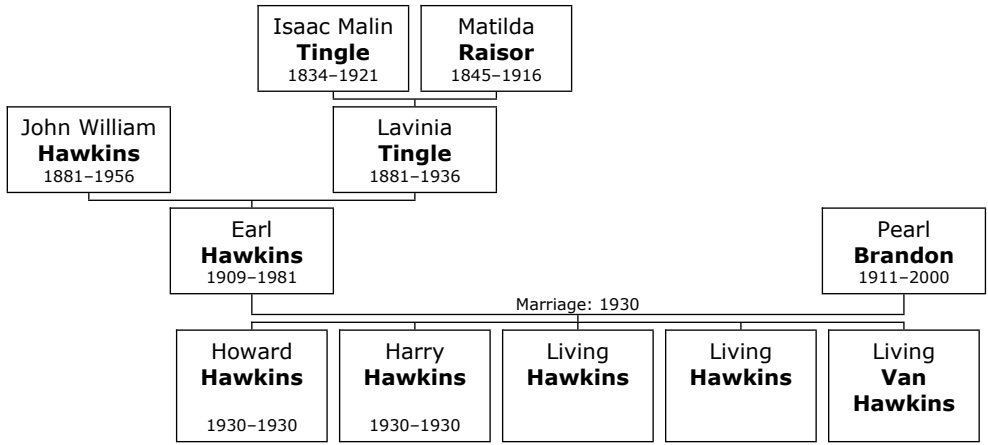 Isaac Malin
Tingle
1834–1921
Matilda
Raisor
1845–1916
John William
Hawkins
1881–1956
Lavinia
Tingle
1881–1936
Earl
Hawkins
1909–1981
Pearl
Brandon
1911–2000
Marriage: 1930
Howard
Hawkins
1930–1930
Harry
Hawkins
1930–1930
Living
Hawkins
Living
Hawkins
Living
Van
Hawkins